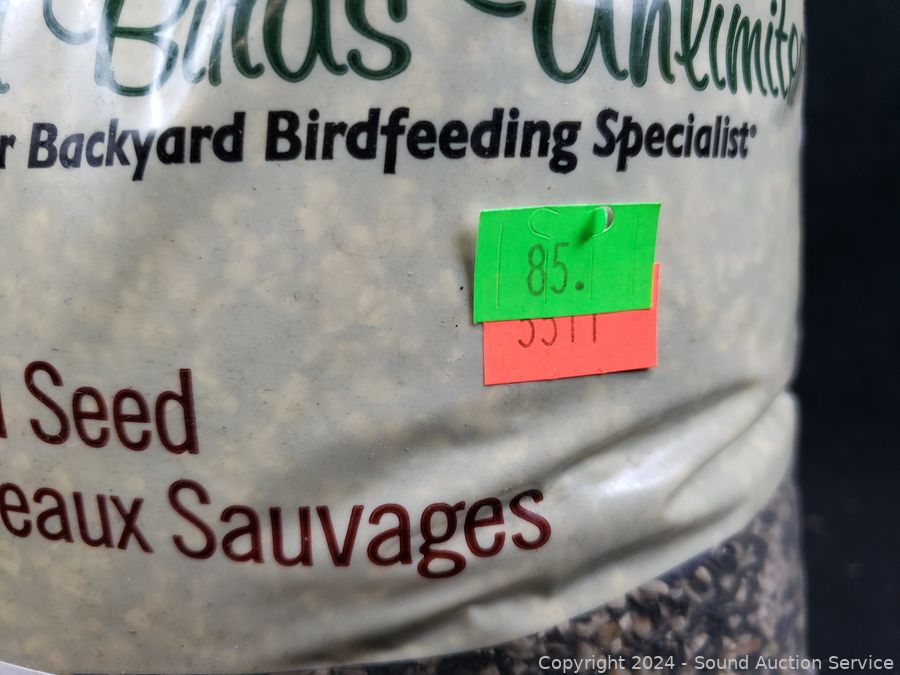 Birds Unlimited
Backyard Birdfeeding Specialist®
85.
Seed
eaux Sauvages
Copyright 2024 - Sound Auction Service